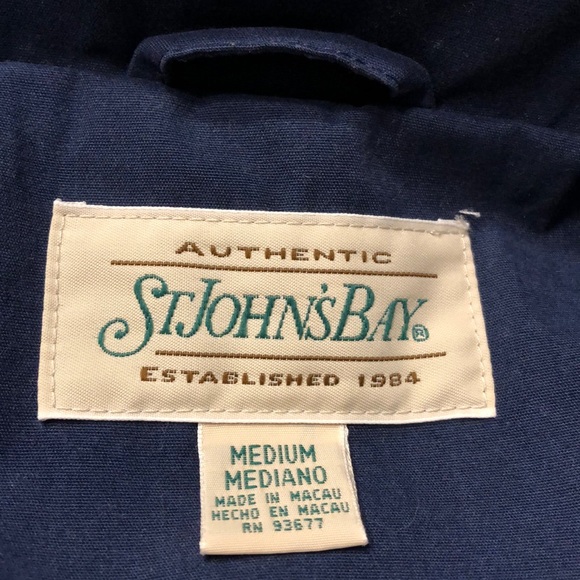 AUTHENTIC
ST. JOHN'S BAY®
ESTABLISHED 1984
MEDIUM
MEDIANO
MADE IN MACAU
HECHO EN MACAU
RN 93677